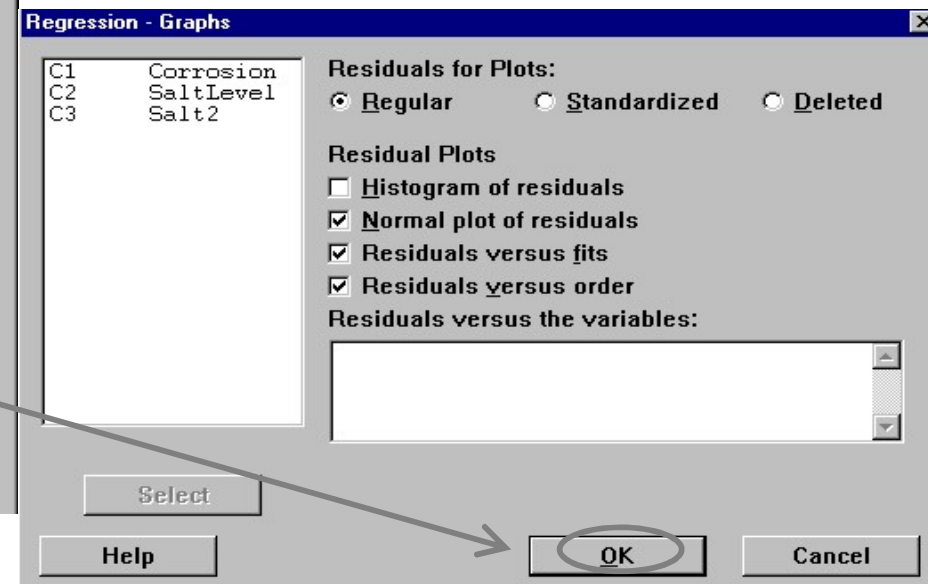 Regression - Graphs
C1 Corrosion
C2 SaltLevel
C3 Salt2
Residuals for Plots:
Regular Standardized Deleted
Residual Plots
Histogram of residuals
Normal plot of residuals
Residuals versus fits
Residuals versus order
Residuals versus the variables:
Select
Help OK Cancel